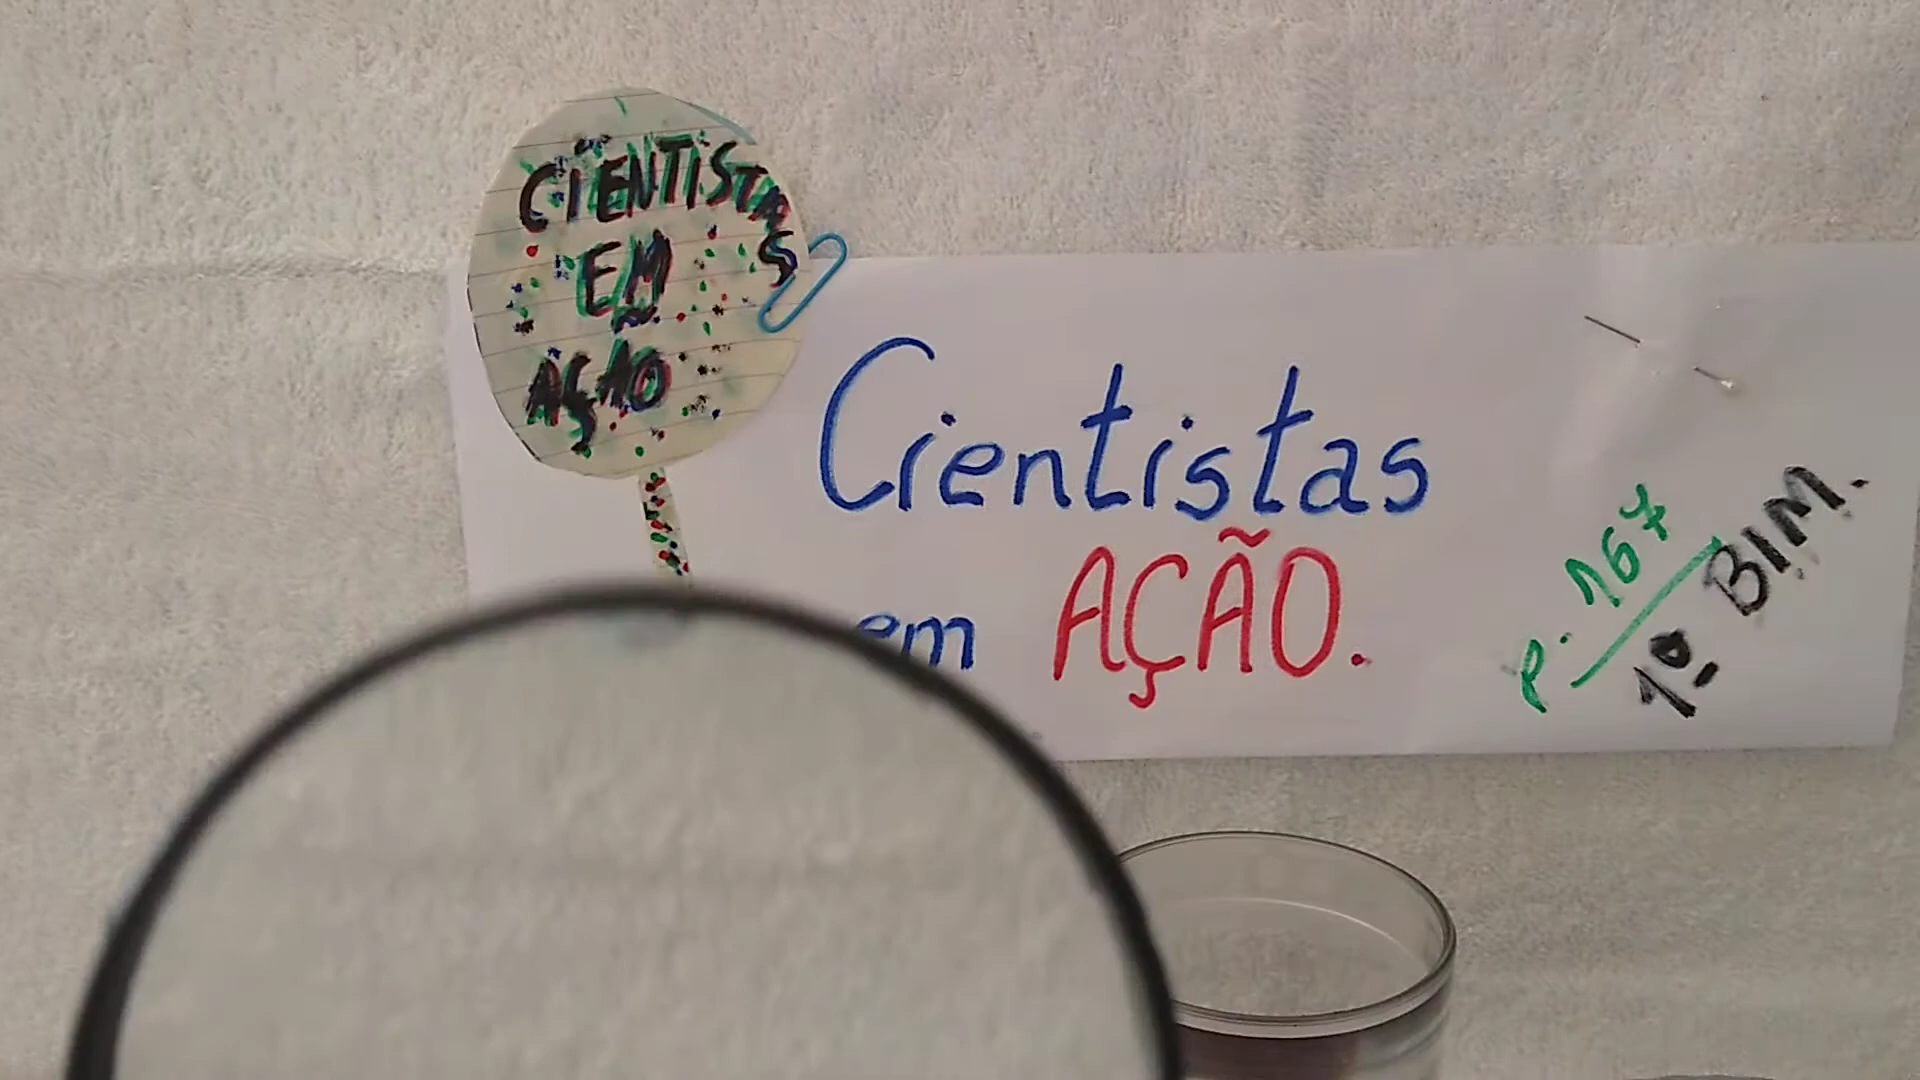 CIENTISTAS
EM
AÇÃO
Cientistas
em AÇÃO.
p. 167
1º BIM.